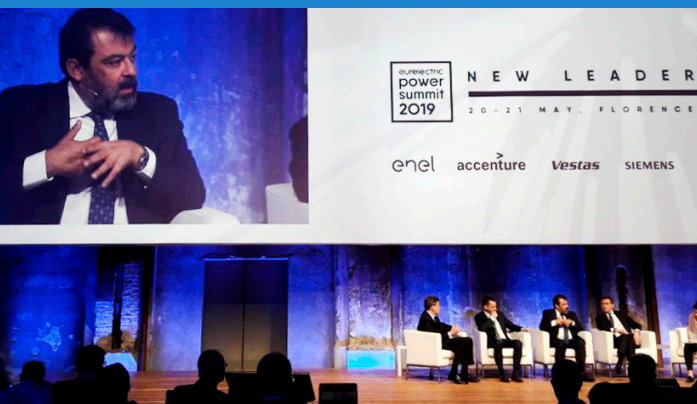 eurelectric
power
summit
2019
NEW LEADER
20-21 MAY, FLORENCE
enel
accenture
Vestas
SIEMENS